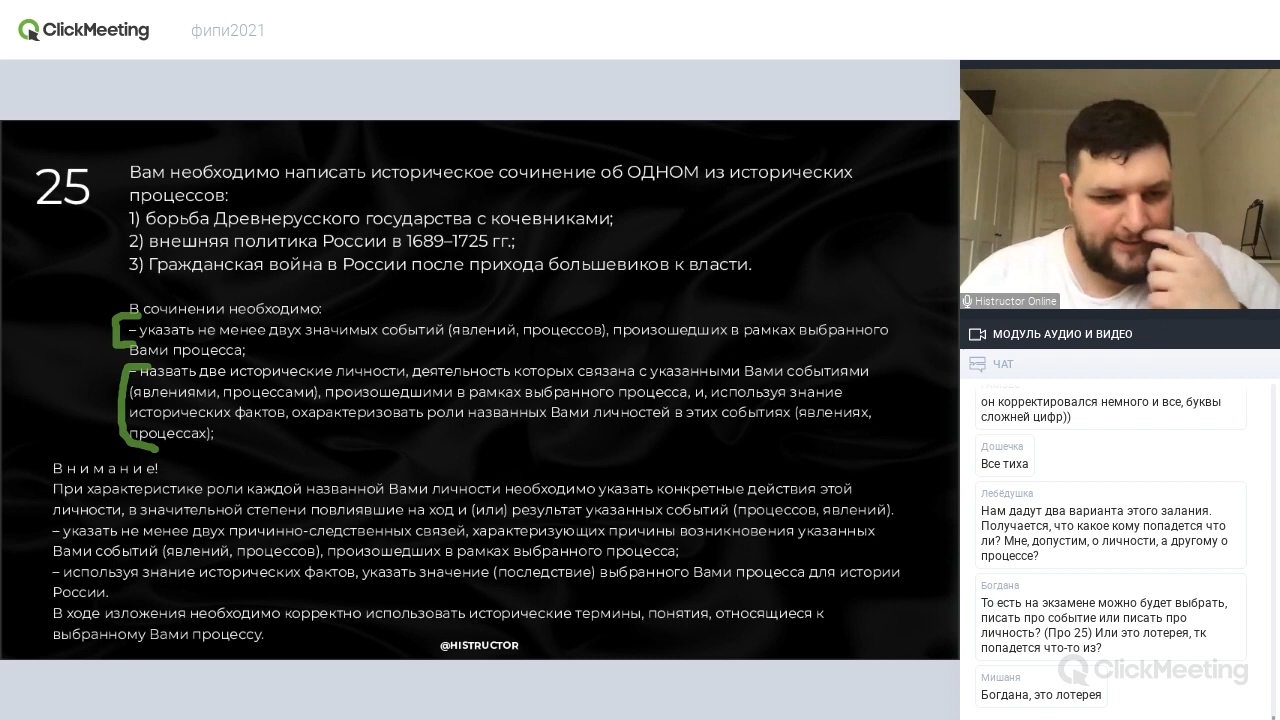 ClickMeeting
фипи2021
25
Вам необходимо написать историческое сочинение об ОДНОМ из исторических
процессов:
1) борьба Древнерусского государства с кочевниками;
2) внешняя политика России в 1689–1725 гг.;
3) Гражданская война в России после прихода большевиков к власти.
В сочинении необходимо:
– указать не менее двух значимых событий (явлений, процессов), произошедших в рамках выбранного
Вами процесса;
– назвать две исторические личности, деятельность которых связана с указанными Вами событиями
(явлениями, процессами), произошедшими в рамках выбранного процесса, и, используя знание
исторических фактов, охарактеризовать роли названных Вами личностей в этих событиях (явлениях,
процессах);
В н и м а н и е!
При характеристике роли каждой названной Вами личности необходимо указать конкретные действия этой
личности, в значительной степени повлиявшие на ход и (или) результат указанных событий (процессов, явлений).
– указать не менее двух причинно-следственных связей, характеризующих причины возникновения указанных
Вами событий (явлений, процессов), произошедших в рамках выбранного процесса;
– используя знание исторических фактов, указать значение (последствие) выбранного Вами процесса для истории
России.
В ходе изложения необходимо корректно использовать исторические термины, понятия, относящиеся к
выбранному Вами процессу.
@HISTRUCTOR
Histructor Online
МОДУЛЬ АУДИО И ВИДЕО
ЧАТ
он корректировался немного и все, буквы
сложней цифр))
Дошечка
Все тиха
Лебёдушка
Нам дадут два варианта этого залания.
Получается, что какое кому попадется что
ли? Мне, допустим, о личности, а другому о
процессе?
Богдана
То есть на экзамене можно будет выбрать,
писать про событие или писать про
личность? (Про 25) Или это лотерея, тк
попадется что-то из?
ClickMeeting
Мишаня
Богдана, это лотерея